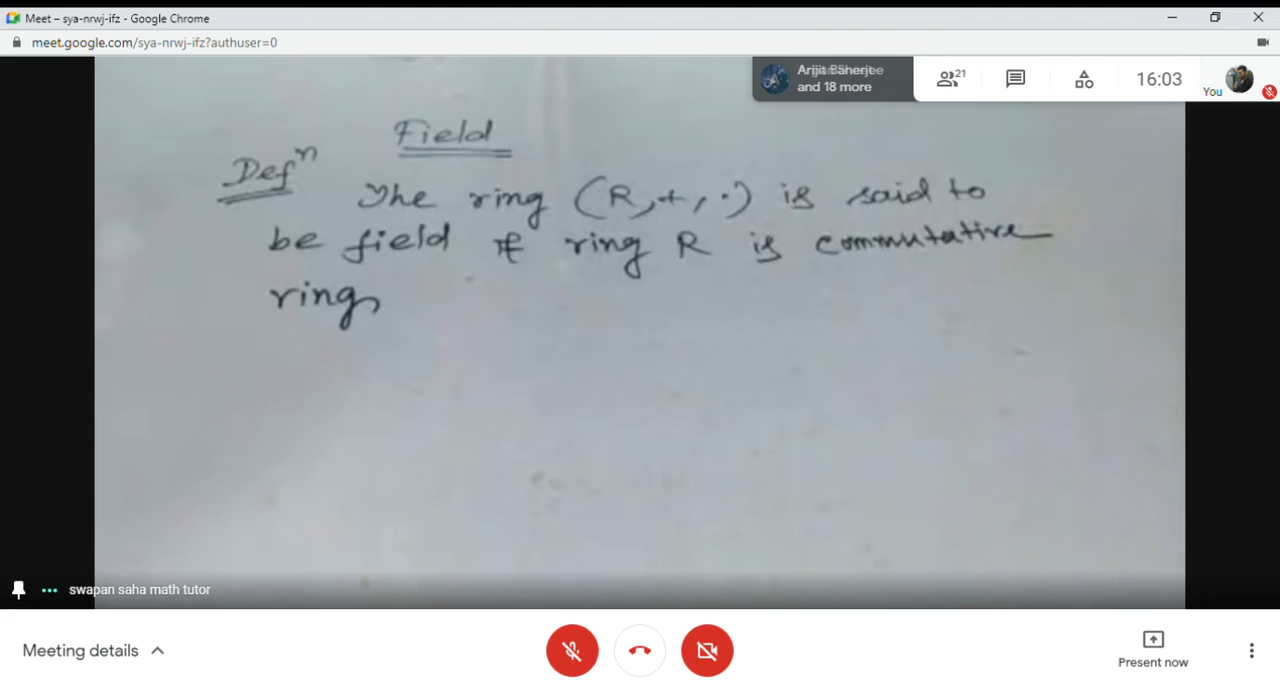 Meet – sya-nrwj-ifz - Google Chrome
meet.google.com/sya-nrwj-ifz?authuser=0
and 18 more
21
16:03
You
Field
Defⁿ
The ring (R,+,·) is said to
be field if ring R is commutative
ring,
swapan saha math tutor
Meeting details
Present now